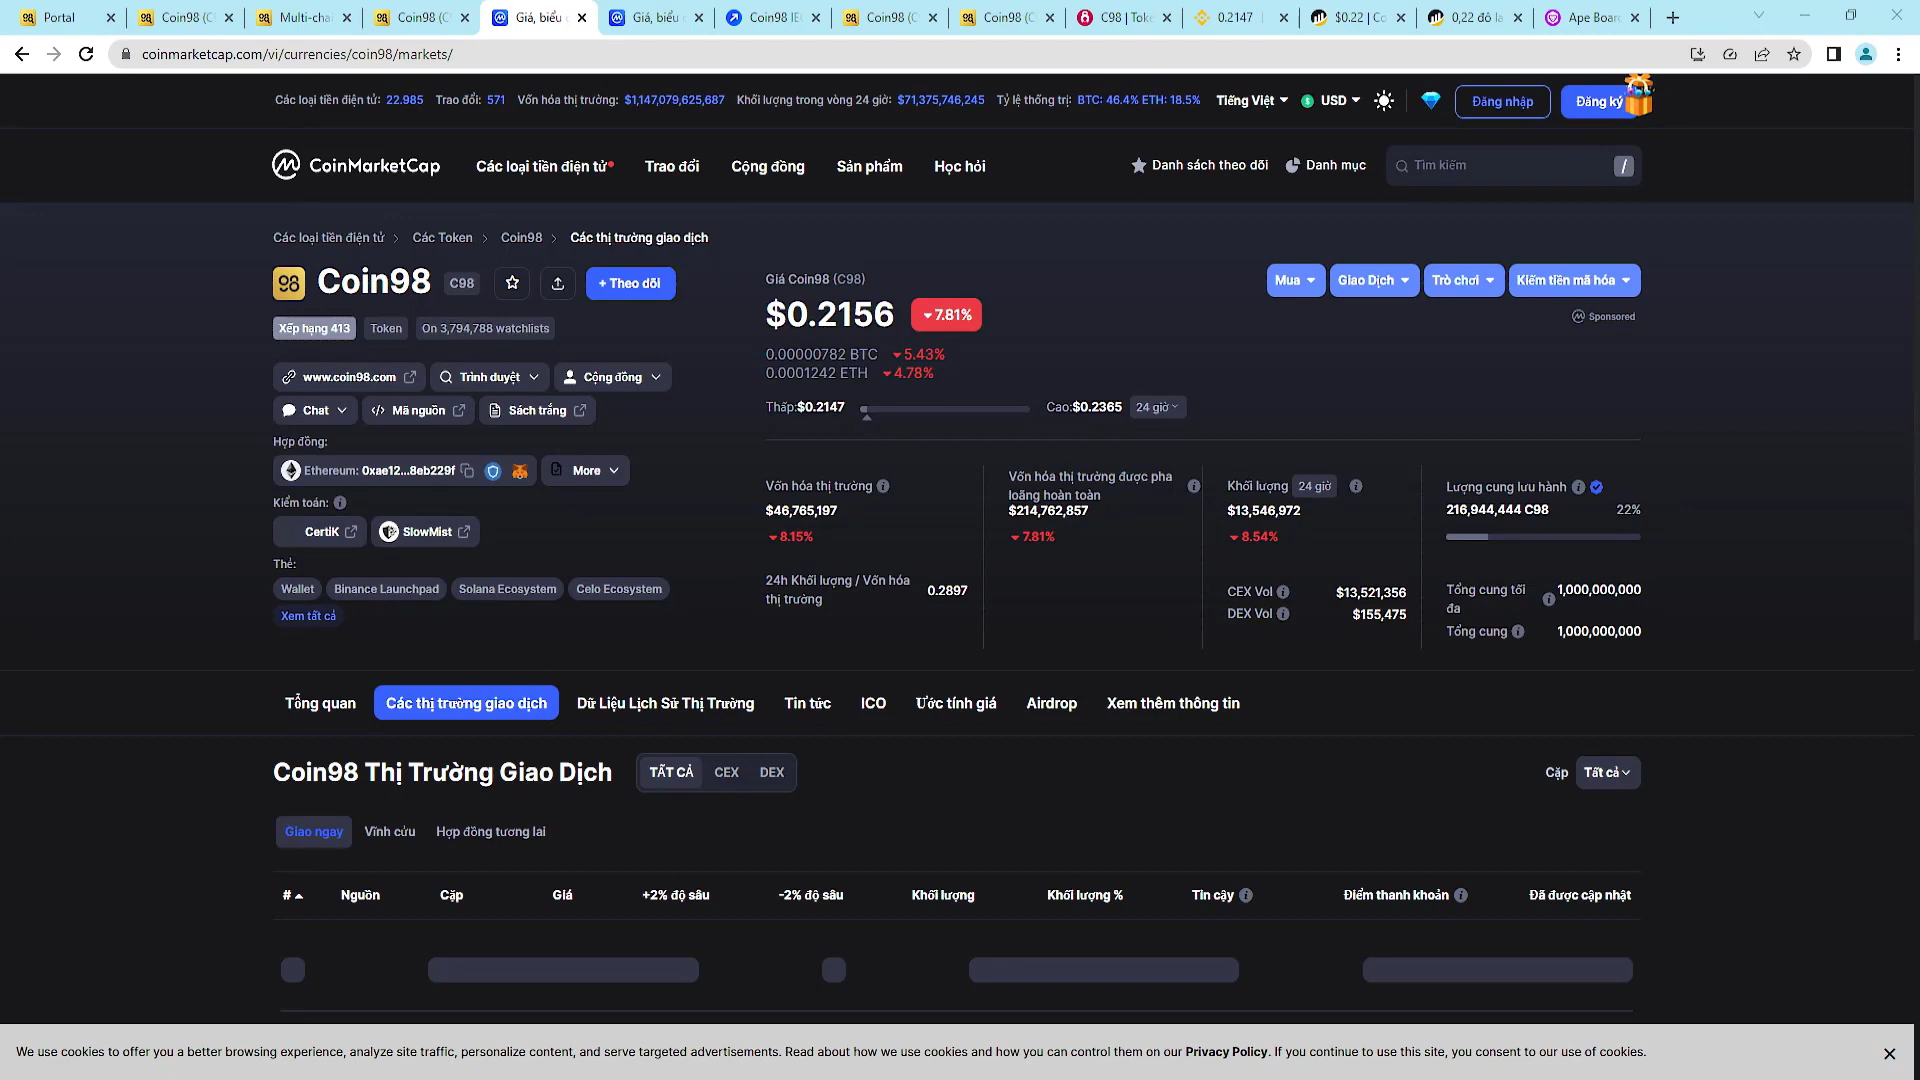 Portal
Coin98 (C
Multi-chai
Coin98 (C
Giá, biểu
Giá, biểu
Coin98 IE
Coin98 (C
Coin98 (C
C98 | Toke
0.2147
$0.22 | Co
0,22 đô la
Ape Boar
coinmarketcap.com/vi/currencies/coin98/markets/
Các loại tiền điện tử: 22.985 Trao đổi: 571 Vốn hóa thị trường: $1,147,079,625,687 Khối lượng trong vòng 24 giờ: $71,375,746,245 Tỷ lệ thống trị: BTC: 46.4% ETH: 18.5% Tiếng Việt USD Đăng nhập Đăng ký
CoinMarketCap Các loại tiền điện tử Trao đổi Cộng đồng Sản phẩm Học hỏi Danh sách theo dõi Danh mục Tìm kiếm /
Các loại tiền điện tử > Các Token > Coin98 > Các thị trường giao dịch
98 Coin98 C98 + Theo dõi
Xếp hạng 413 Token On 3,794,788 watchlists
www.coin98.com Trình duyệt Cộng đồng
Chat Mã nguồn Sách trắng
Hợp đồng:
Ethereum: 0xae12...8eb229f More
Kiểm toán:
CertiK SlowMist
Thẻ:
Wallet Binance Launchpad Solana Ecosystem Celo Ecosystem
Xem tất cả
Giá Coin98 (C98)
$0.2156 7.81%
0.00000782 BTC 5.43%
0.0001242 ETH 4.78%
Thấp:$0.2147 Cao:$0.2365 24 giờ
Mua Giao Dịch Trò chơi Kiếm tiền mã hóa
Sponsored
Vốn hóa thị trường
$46,765,197
8.15%
24h Khối lượng / Vốn hóa
thị trường
0.2897
Vốn hóa thị trường được pha
loãng hoàn toàn
$214,762,857
7.81%
Khối lượng 24 giờ
$13,546,972
8.54%
CEX Vol $13,521,356
DEX Vol $155,475
Lượng cung lưu hành
216,944,444 C98 22%
Tổng cung tối
đa
1,000,000,000
Tổng cung 1,000,000,000
Tổng quan Các thị trường giao dịch Dữ Liệu Lịch Sử Thị Trường Tin tức ICO Ước tính giá Airdrop Xem thêm thông tin
Coin98 Thị Trường Giao Dịch TẤT CẢ CEX DEX Cặp Tất cả
Giao ngay Vĩnh cửu Hợp đồng tương lai
# Nguồn Cặp Giá +2% độ sâu -2% độ sâu Khối lượng Khối lượng % Tin cậy Điểm thanh khoản Đã được cập nhật
We use cookies to offer you a better browsing experience, analyze site traffic, personalize content, and serve targeted advertisements. Read about how we use cookies and how you can control them on our Privacy Policy. If you continue to use this site, you consent to our use of cookies.